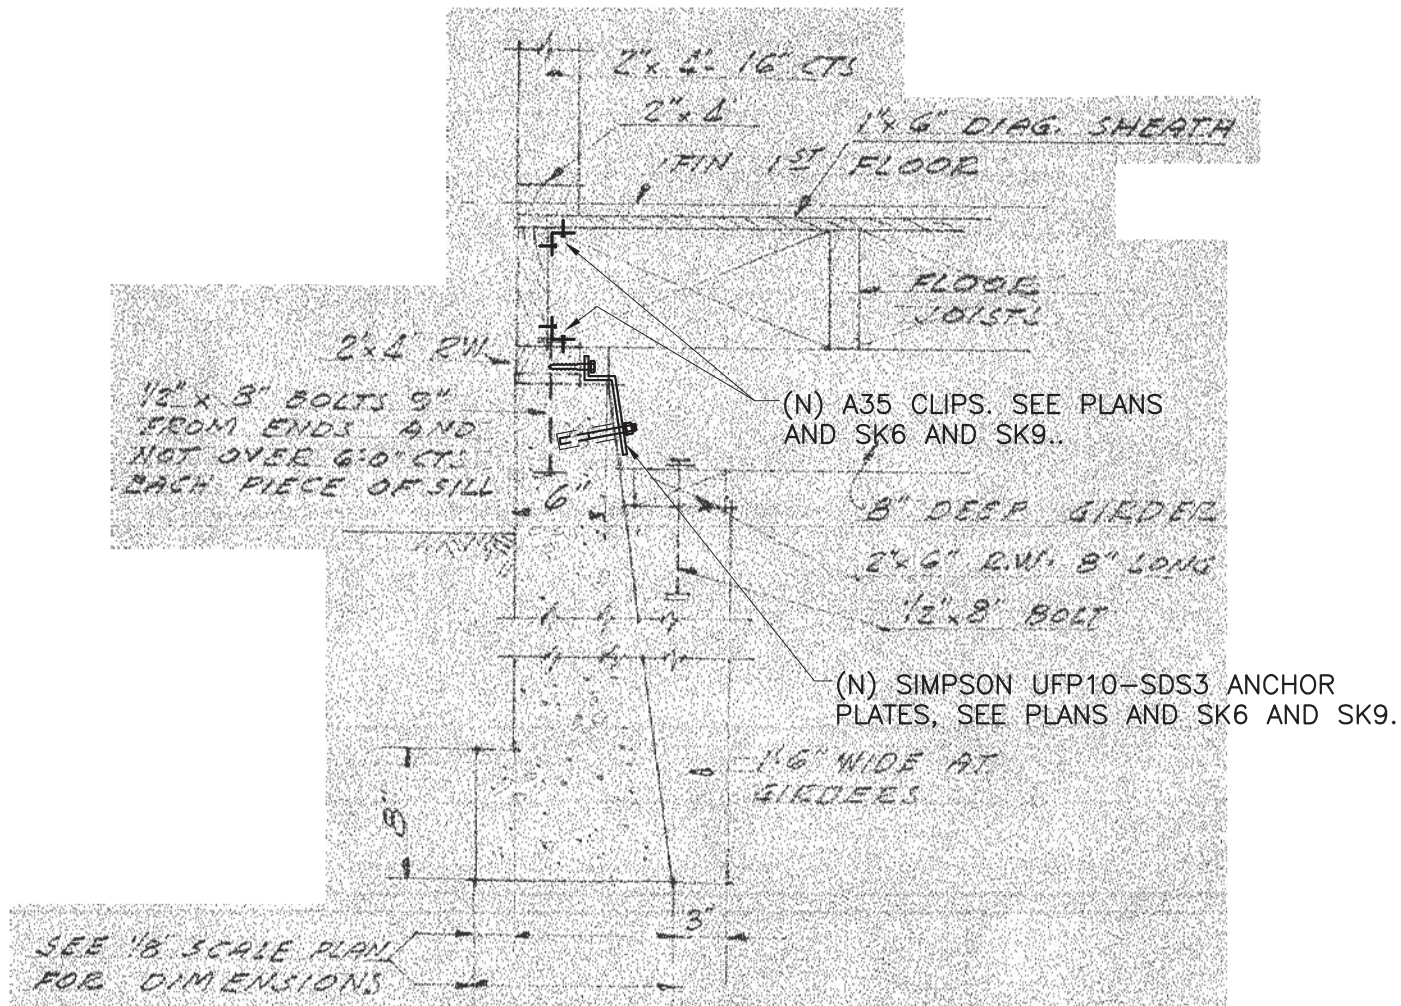 2"x 4"- 16" CTS
2"x 4"
1"x 6" DIAG. SHEATH
FIN 1ST FLOOR
FLOOR
JOISTS
2"x4" RW
1/2" x 8" BOLTS 9"
FROM ENDS AND
NOT OVER 6'-0" CTS
EACH PIECE OF SILL
(N) A35 CLIPS. SEE PLANS
AND SK6 AND SK9..
6"
8" DEEP GIRDER
2"x 6" R.W. 8" LONG
1/2"x 8" BOLT
(N) SIMPSON UFP10-SDS3 ANCHOR
PLATES, SEE PLANS AND SK6 AND SK9.
1'-6" WIDE AT
GIRDERS
8"
3"
SEE 1/8" SCALE PLAN
FOR DIMENSIONS